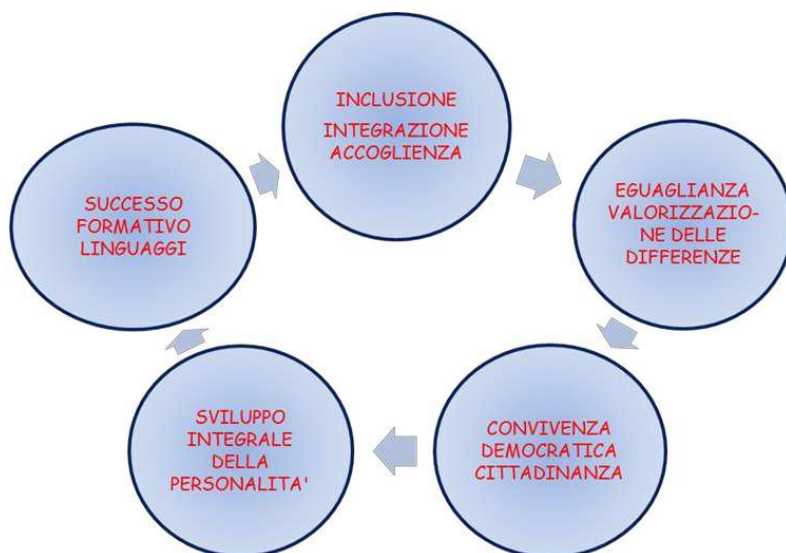 INCLUSIONE
INTEGRAZIONE
ACCOGLIENZA
EGUAGLIANZA
VALORIZZAZIO-
NE DELLE
DIFFERENZE
CONVIVENZA
DEMOCRATICA
CITTADINANZA
SVILUPPO
INTEGRALE
DELLA
PERSONALITA'
SUCCESSO
FORMATIVO
LINGUAGGI